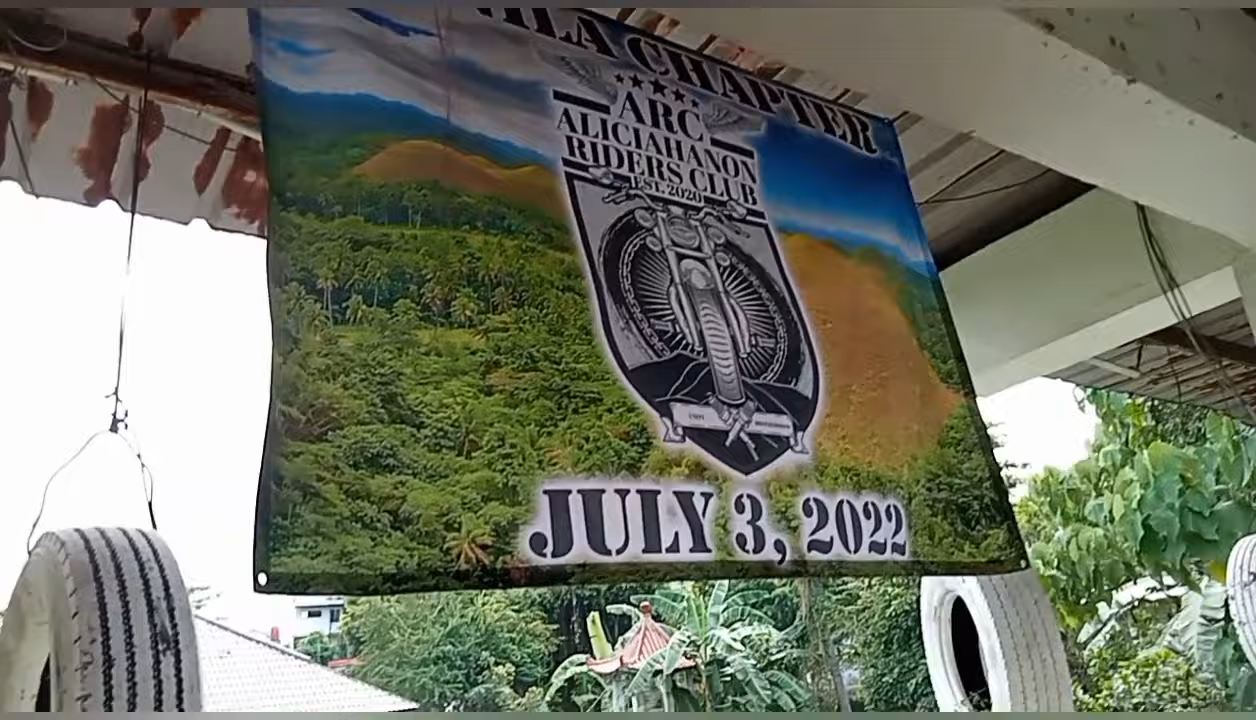 CHAPTER
ARC
ALICIAHANON
RIDERS CLUB
EST. 2020
JULY 3, 2022